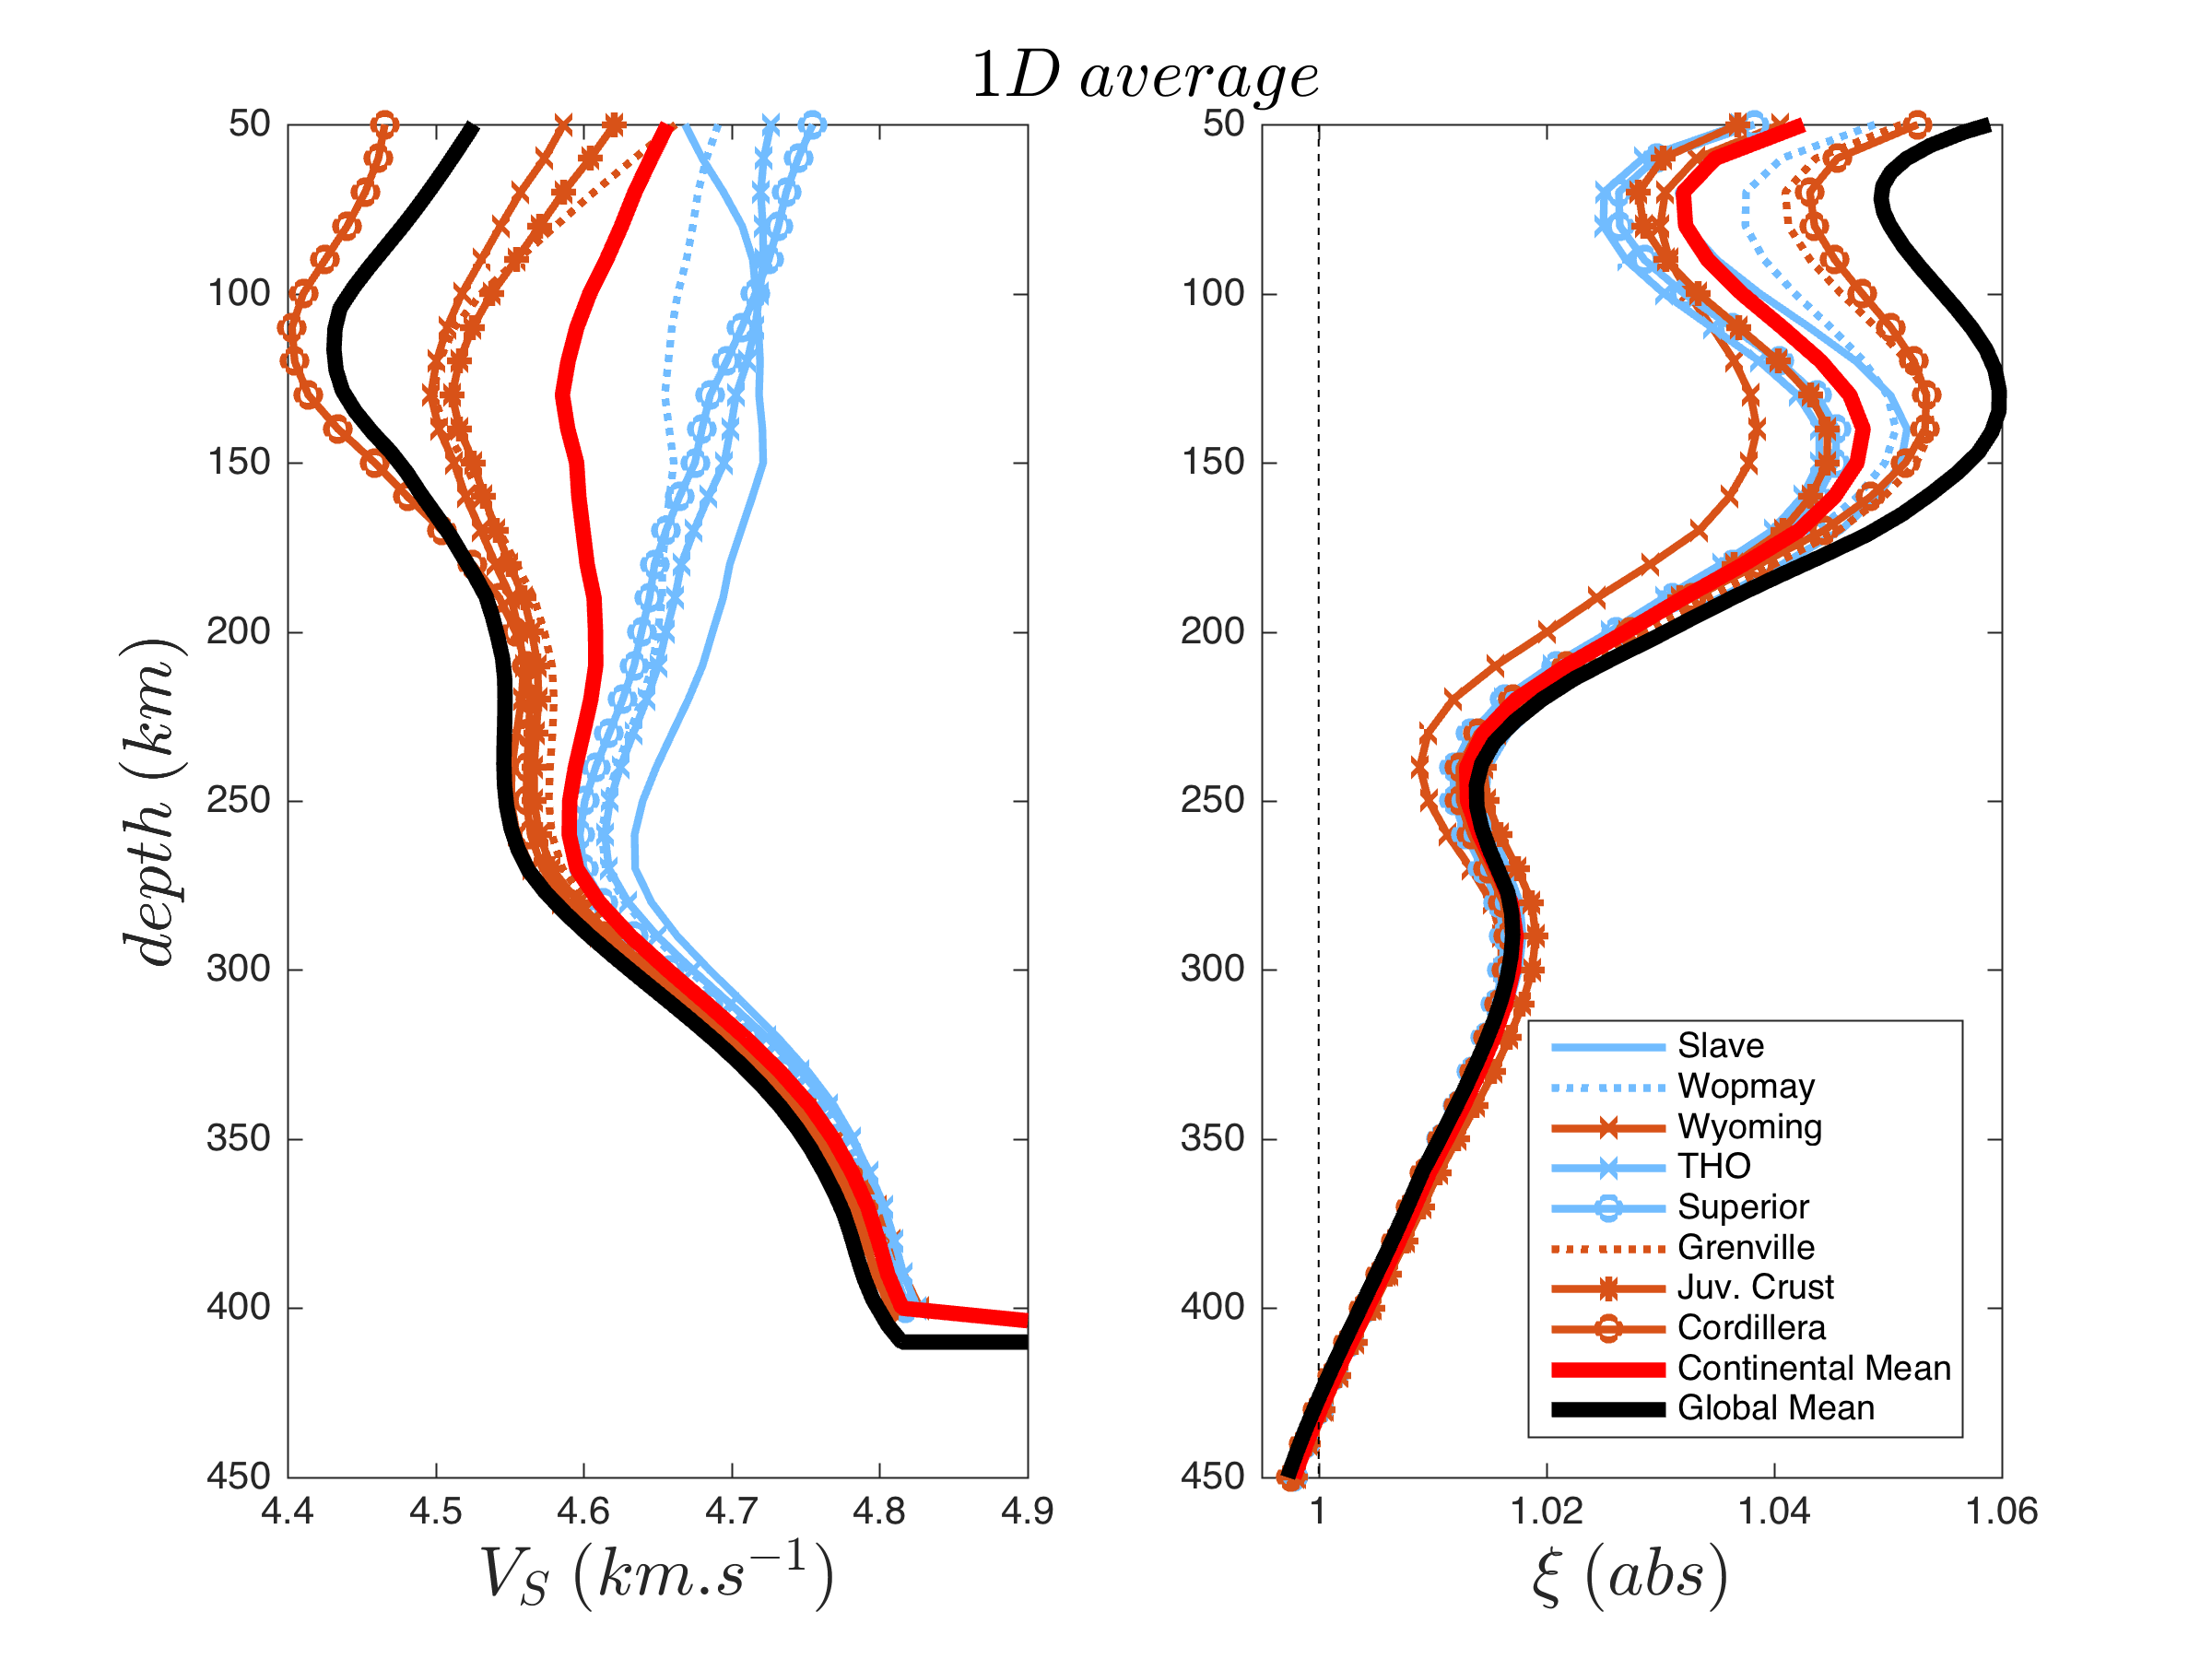 1D average
50
100
150
200
250
300
350
400
450
4.4 4.5 4.6 4.7 4.8 4.9
depth (km)
V_S (km.s^{-1})
50
100
150
200
250
300
350
400
450
1 1.02 1.04 1.06
ξ (abs)
Slave
Wopmay
Wyoming
THO
Superior
Grenville
Juv. Crust
Cordillera
Continental Mean
Global Mean